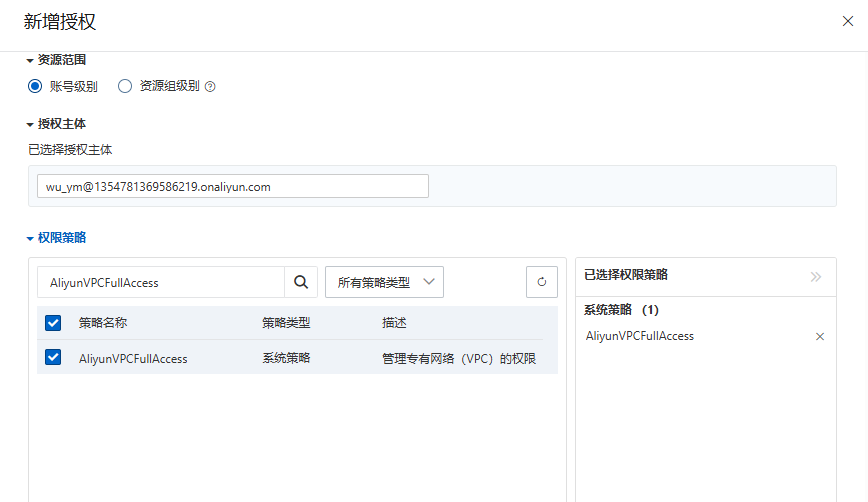 新增授权
资源范围
账号级别 资源组级别
授权主体
已选择授权主体
wu_ym@1354781369586219.onaliyun.com
权限策略
AliyunVPCFullAccess 所有策略类型
已选择权限策略
策略名称 策略类型 描述
系统策略 （1）
AliyunVPCFullAccess
AliyunVPCFullAccess 系统策略 管理专有网络（VPC）的权限